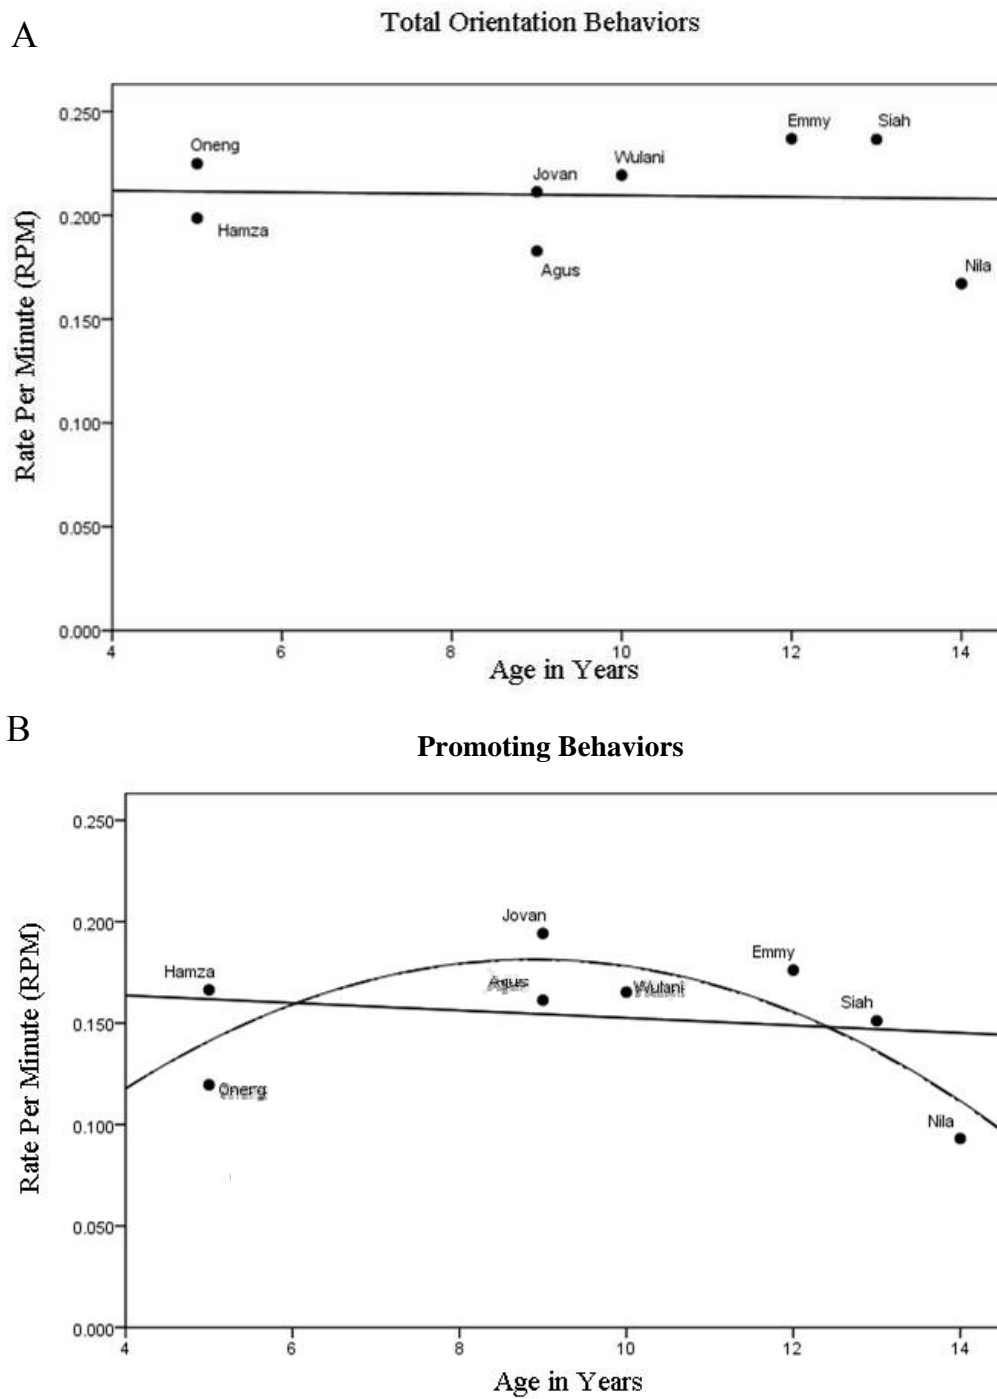 A
Total Orientation Behaviors
0.250
0.200
0.150
0.100
0.050
0.000
Rate Per Minute (RPM)
Oneng
Hamza
Jovan
Agus
Wulani
Emmy
Siah
Nila
4 6 8 10 12 14
Age in Years
B
Promoting Behaviors
0.250
0.200
0.150
0.100
0.050
0.000
Rate Per Minute (RPM)
Hamza
Oneng
Jovan
Agus
Wulani
Emmy
Siah
Nila
4 6 8 10 12 14
Age in Years